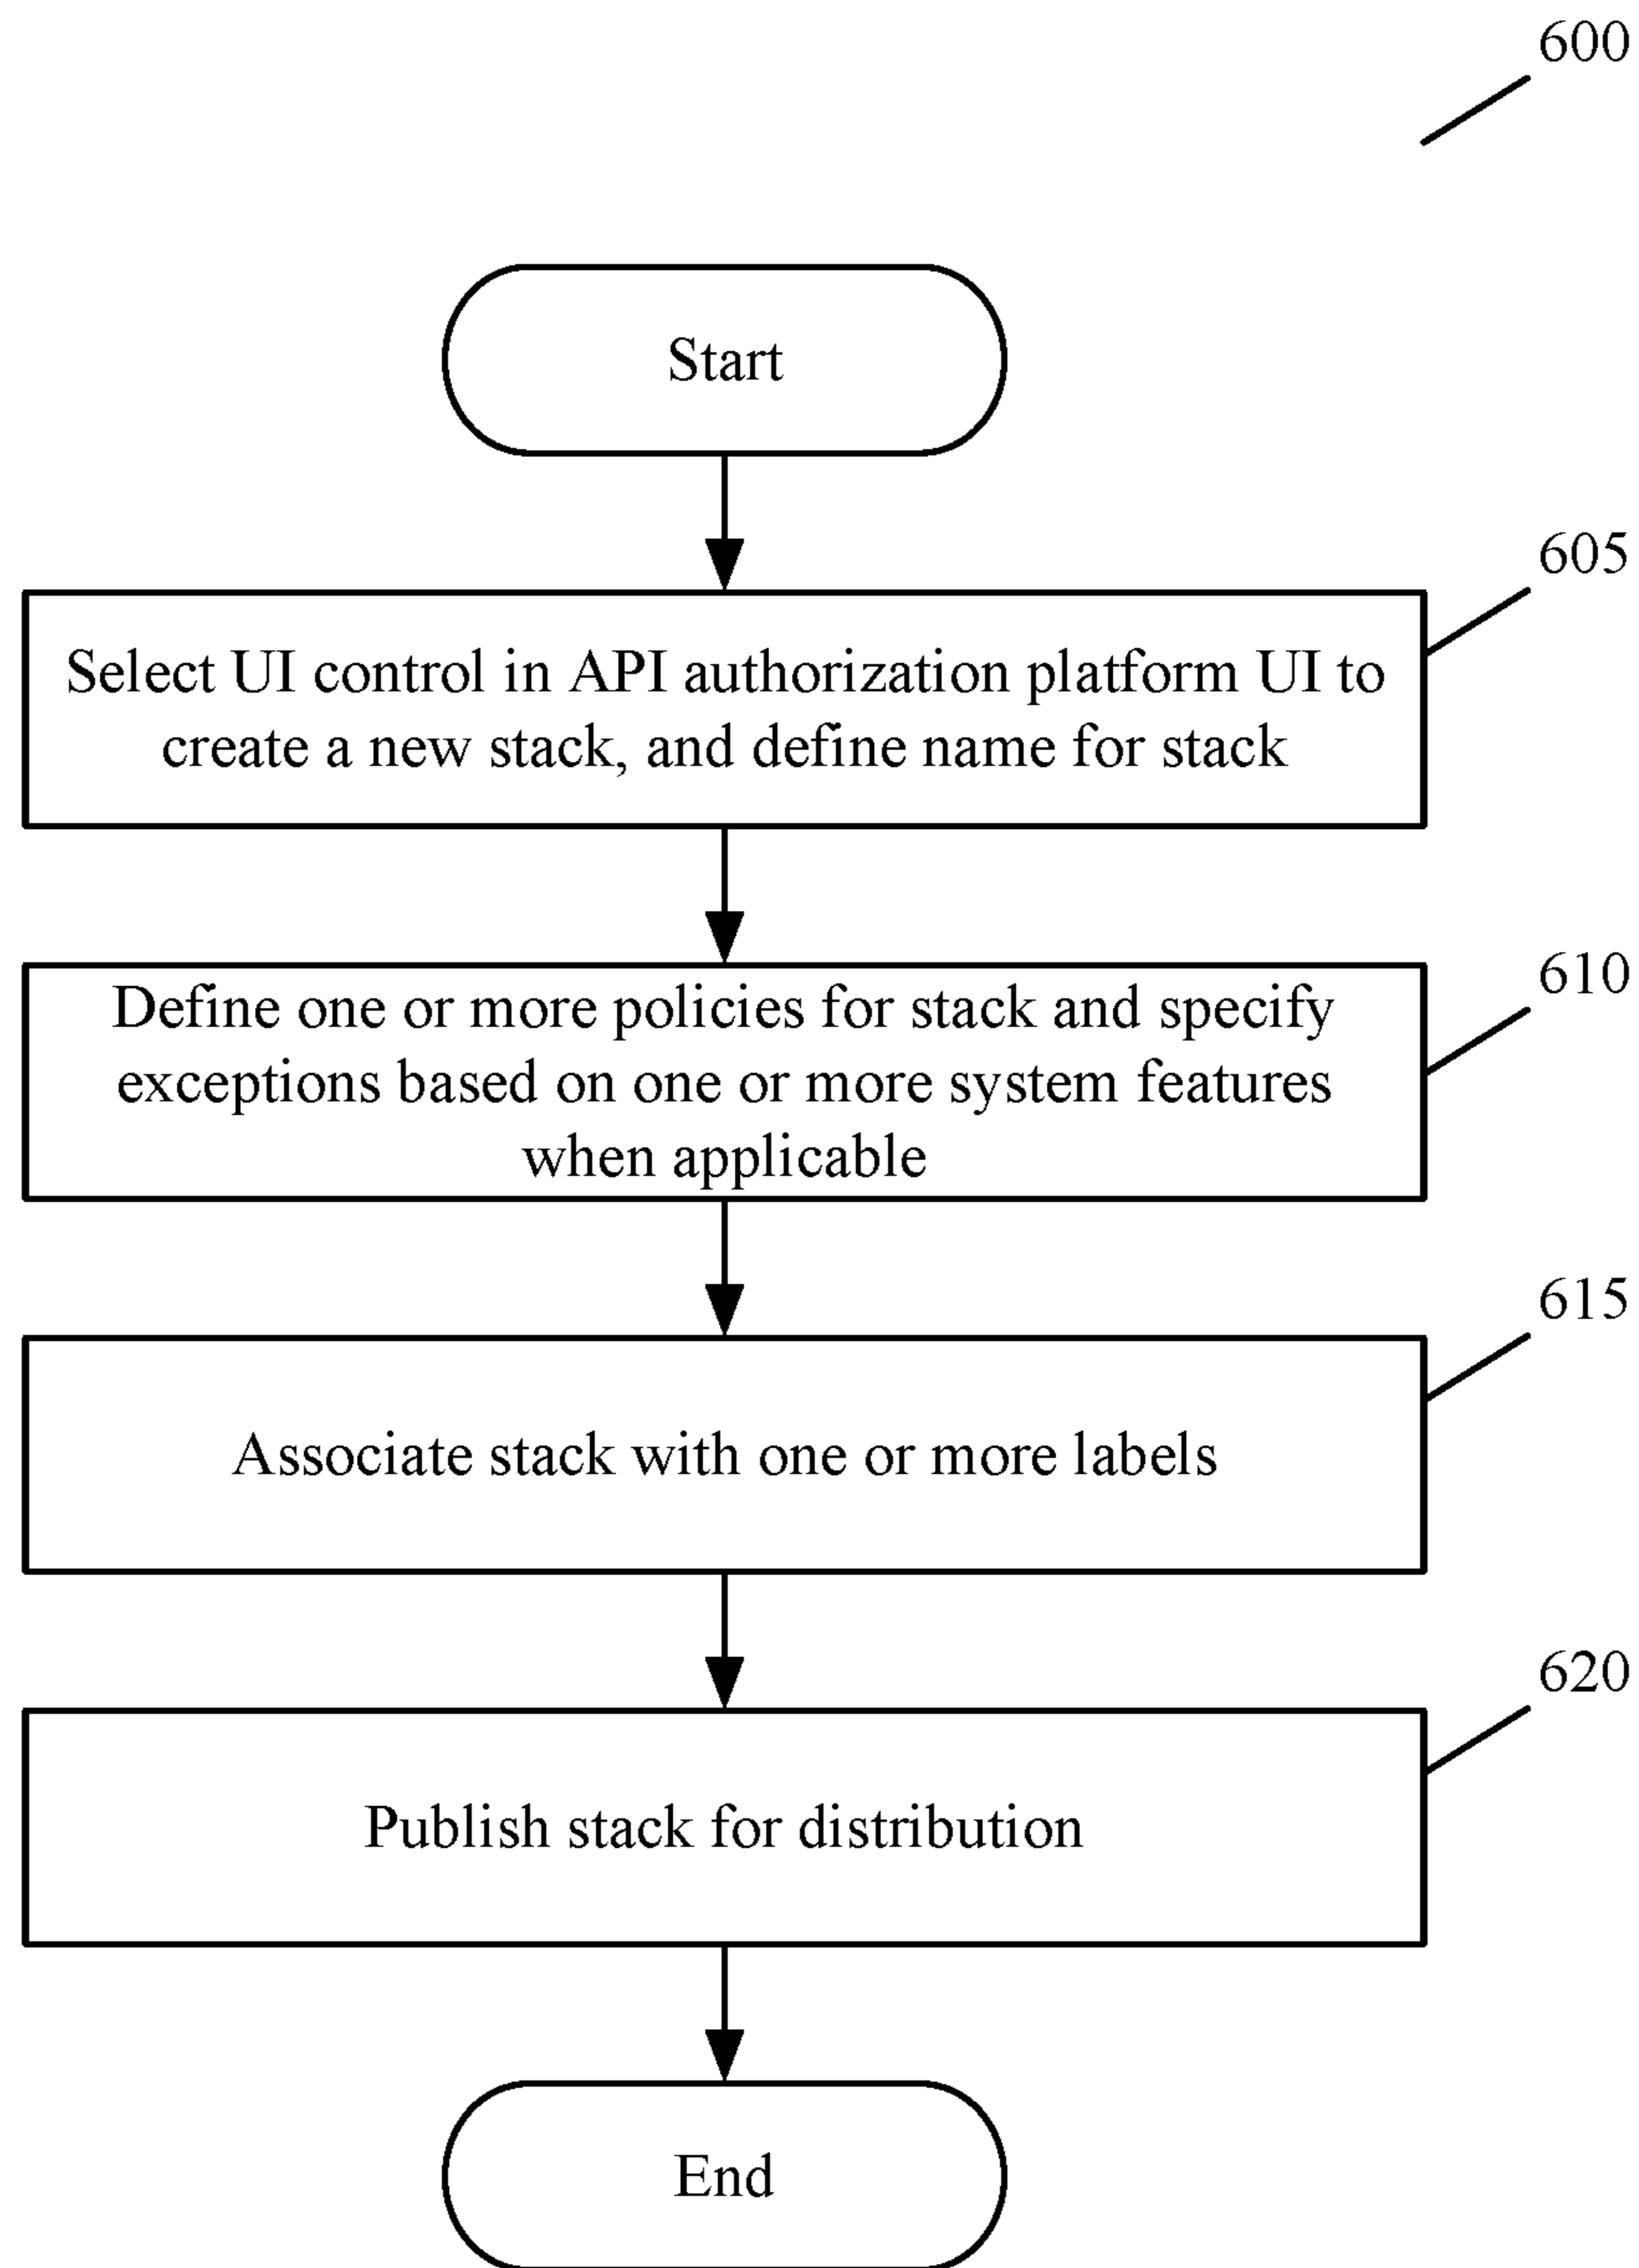 600
Start
605
Select UI control in API authorization platform UI to
create a new stack, and define name for stack
610
Define one or more policies for stack and specify
exceptions based on one or more system features
when applicable
615
Associate stack with one or more labels
620
Publish stack for distribution
End